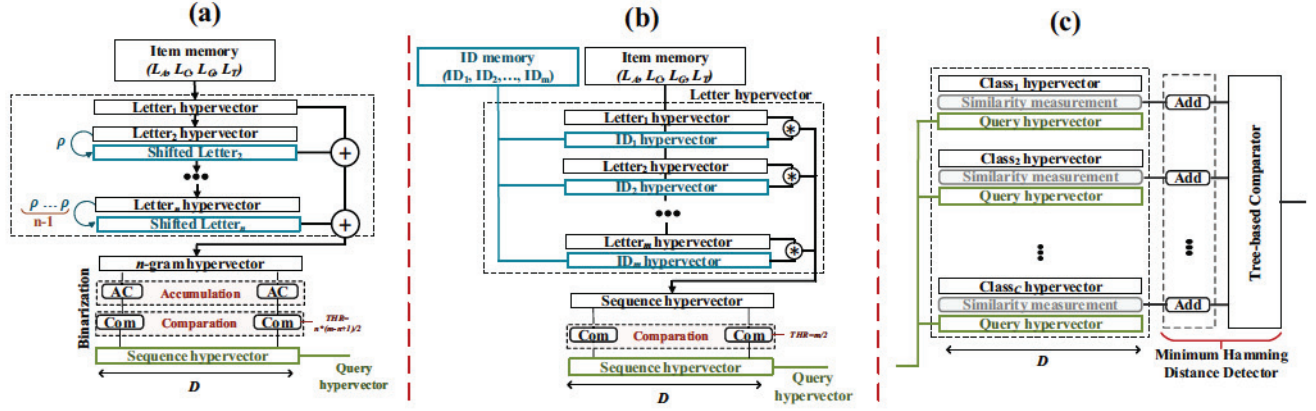 (a)
Item memory
(L_A, L_C, L_G, L_T)
Letter₁ hypervector
Letter₂ hypervector
ρ
Shifted Letter₂
+
•••
Letterₙ hypervector
ρ ... ρ
n-1
Shifted Letterₙ
+
n-gram hypervector
Binarization
AC
Accumulation
AC
Com
Comparation
Com
THR=
n*(m-n+1)/2
Sequence hypervector
D
Query
hypervector
(b)
ID memory
(ID₁, ID₂,…, IDₘ)
Item memory
(L_A, L_C, L_G, L_T)
Letter hypervector
Letter₁ hypervector
ID₁ hypervector
Letter₂ hypervector
ID₂ hypervector
•••
Letterₘ hypervector
IDₘ hypervector
Sequence hypervector
Com
Comparation
Com
THR=m/2
Sequence hypervector
D
Query
hypervector
(c)
Class₁ hypervector
Similarity measurement
Add
Query hypervector
Class₂ hypervector
Similarity measurement
Add
Query hypervector
Class_C hypervector
Similarity measurement
Add
Query hypervector
D
Tree-based Comparator
Minimum Hamming
Distance Detector